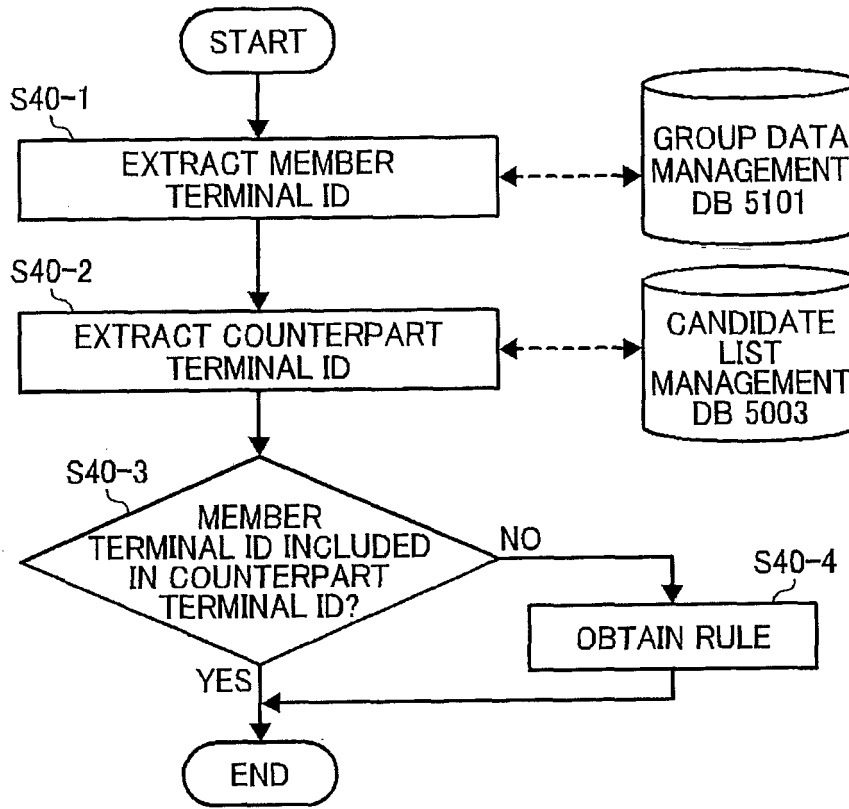 START
S40-1
EXTRACT MEMBER
TERMINAL ID
GROUP DATA
MANAGEMENT
DB 5101
S40-2
EXTRACT COUNTERPART
TERMINAL ID
CANDIDATE
LIST
MANAGEMENT
DB 5003
S40-3
MEMBER
TERMINAL ID INCLUDED
IN COUNTERPART
TERMINAL ID?
NO
S40-4
OBTAIN RULE
YES
END